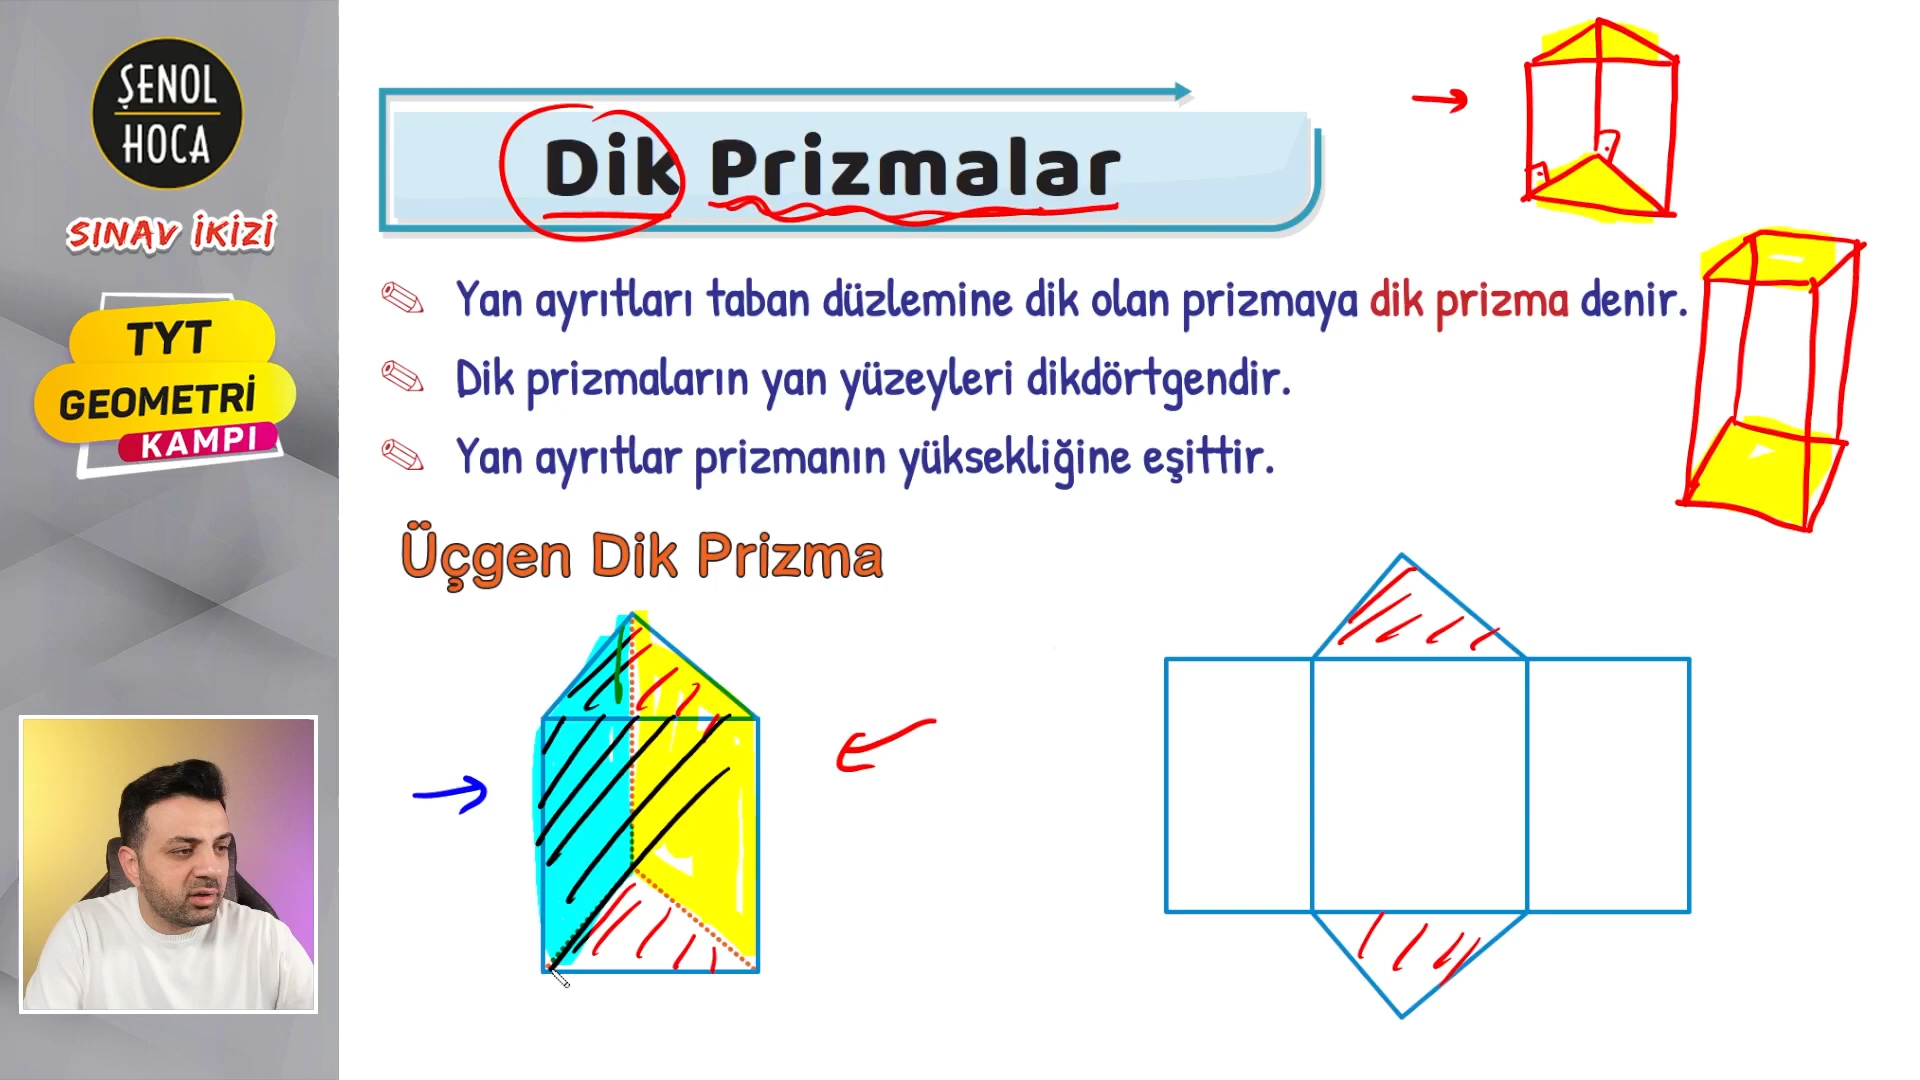 ŞENOL
HOCA
SINAV İKİZİ
TYT
GEOMETRİ
KAMPI
Dik Prizmalar
Yan ayrıtları taban düzlemine dik olan prizmaya dik prizma denir.
Dik prizmaların yan yüzeyleri dikdörtgendir.
Yan ayrıtlar prizmanın yüksekliğine eşittir.
Üçgen Dik Prizma